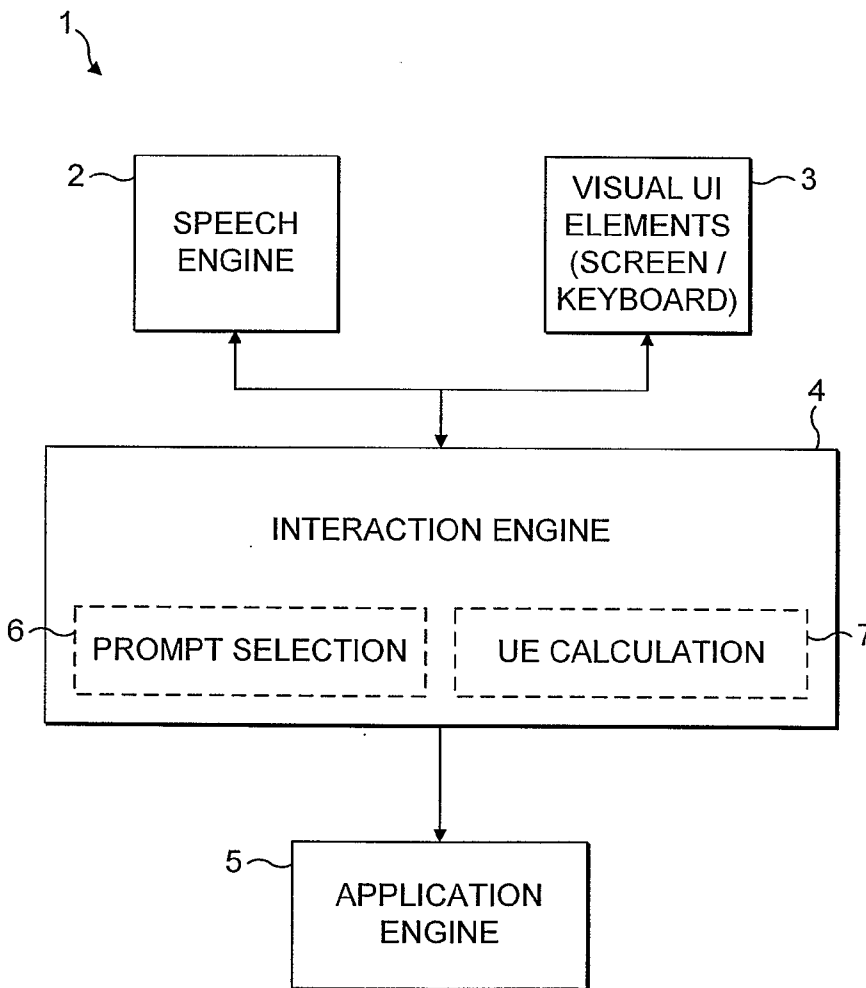 1
2
SPEECH
ENGINE
VISUAL UI
ELEMENTS
(SCREEN /
KEYBOARD)
3
4
INTERACTION ENGINE
6
PROMPT SELECTION
UE CALCULATION
7
5
APPLICATION
ENGINE